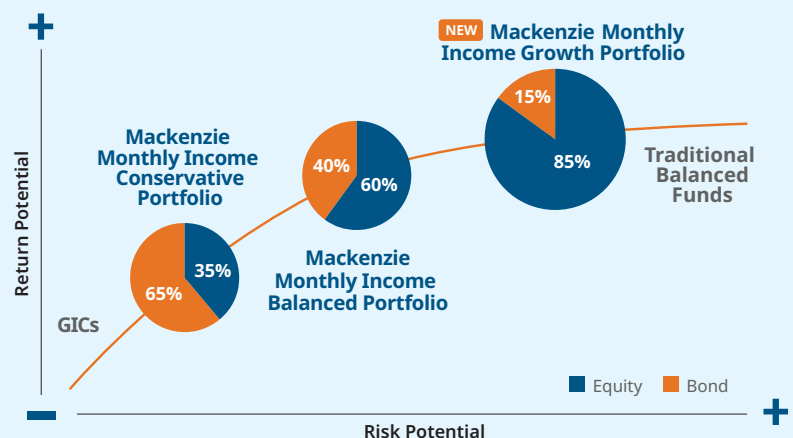 NEW Mackenzie Monthly
Income Growth Portfolio
15%
85%
Mackenzie
Monthly Income
Conservative
Portfolio
40%
60%
Traditional
Balanced
Funds
Return Potential
35%
65%
Mackenzie
Monthly Income
Balanced Portfolio
GICs
Equity
Bond
Risk Potential